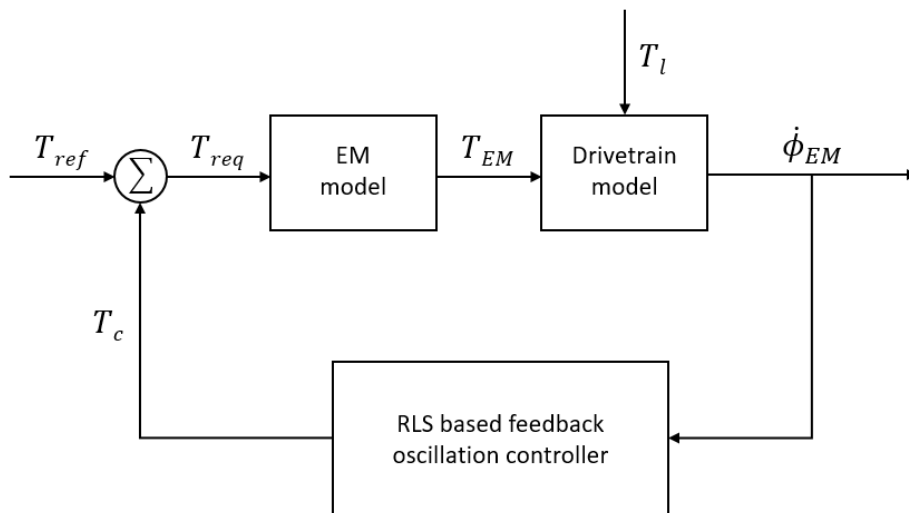 T_l
T_ref
∑
T_req
EM
model
T_EM
Drivetrain
model
ϕ̇_EM
T_c
RLS based feedback
oscillation controller